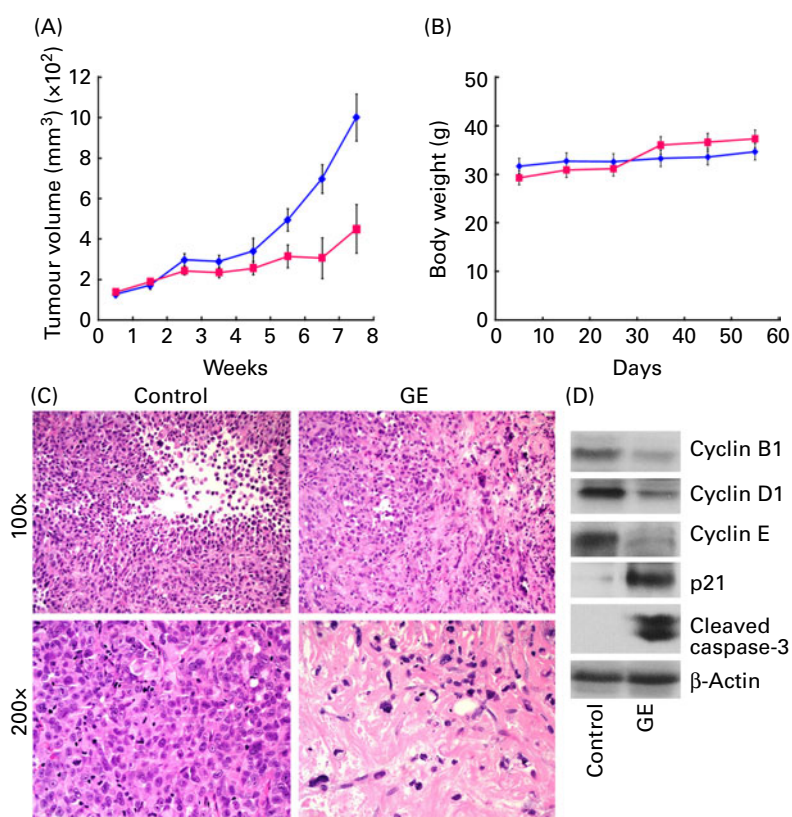 (A)
Tumour volume (mm³) (×10²)
12
10
8
6
4
2
0
0 1 2 3 4 5 6 7 8
Weeks
(B)
Body weight (g)
50
40
30
20
10
0
0 10 20 30 40 50 60
Days
(C)
Control GE
100×
200×
(D)
Cyclin B1
Cyclin D1
Cyclin E
p21
Cleaved
caspase-3
β-Actin
Control
GE